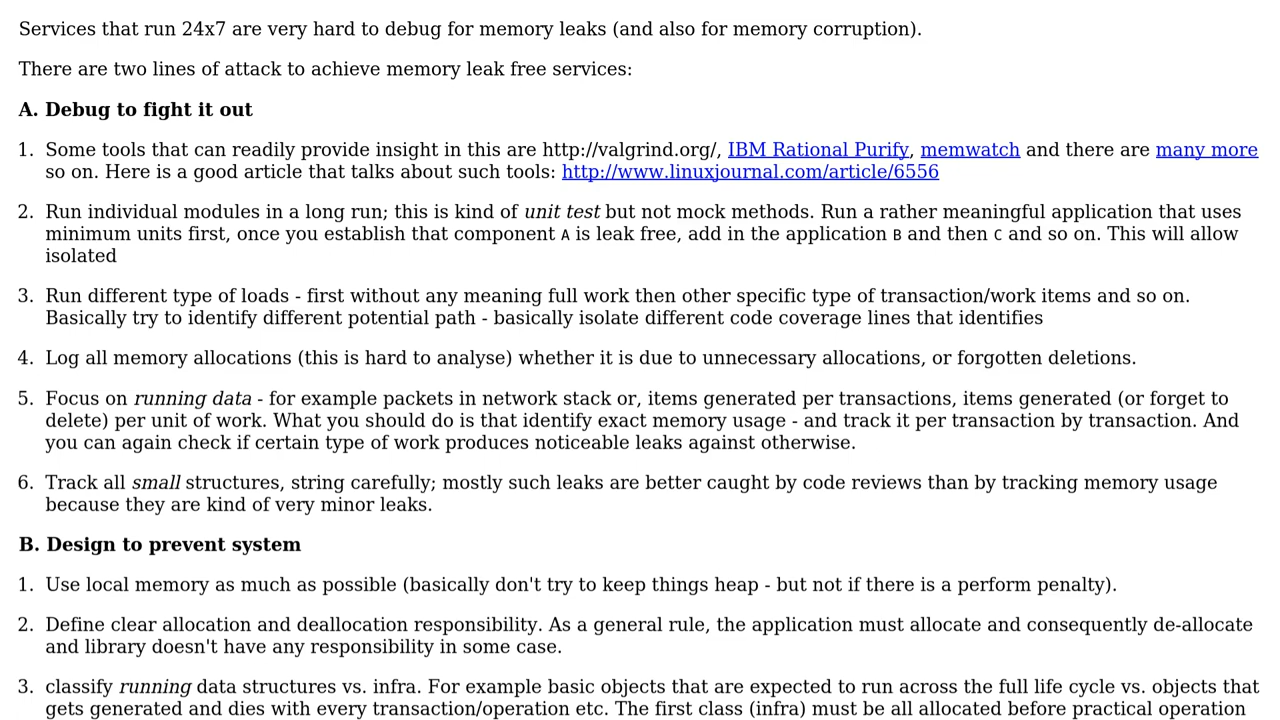 Services that run 24x7 are very hard to debug for memory leaks (and also for memory corruption).
There are two lines of attack to achieve memory leak free services:
A. Debug to fight it out
1. Some tools that can readily provide insight in this are http://valgrind.org/, IBM Rational Purify, memwatch and there are many more
so on. Here is a good article that talks about such tools: http://www.linuxjournal.com/article/6556
2. Run individual modules in a long run; this is kind of unit test but not mock methods. Run a rather meaningful application that uses
minimum units first, once you establish that component A is leak free, add in the application B and then C and so on. This will allow
isolated
3. Run different type of loads - first without any meaning full work then other specific type of transaction/work items and so on.
Basically try to identify different potential path - basically isolate different code coverage lines that identifies
4. Log all memory allocations (this is hard to analyse) whether it is due to unnecessary allocations, or forgotten deletions.
5. Focus on running data - for example packets in network stack or, items generated per transactions, items generated (or forget to
delete) per unit of work. What you should do is that identify exact memory usage - and track it per transaction by transaction. And
you can again check if certain type of work produces noticeable leaks against otherwise.
6. Track all small structures, string carefully; mostly such leaks are better caught by code reviews than by tracking memory usage
because they are kind of very minor leaks.
B. Design to prevent system
1. Use local memory as much as possible (basically don't try to keep things heap - but not if there is a perform penalty).
2. Define clear allocation and deallocation responsibility. As a general rule, the application must allocate and consequently de-allocate
and library doesn't have any responsibility in some case.
3. classify running data structures vs. infra. For example basic objects that are expected to run across the full life cycle vs. objects that
gets generated and dies with every transaction/operation etc. The first class (infra) must be all allocated before practical operation